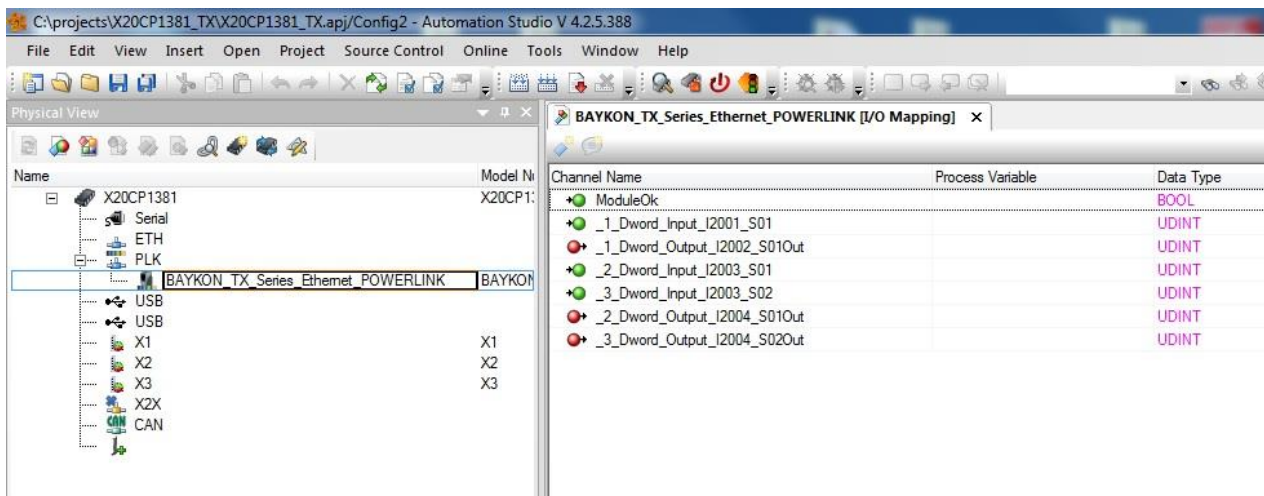 C:\projects\X20CP1381_TX\X20CP1381_TX.apj/Config2 - Automation Studio V 4.2.5.388
File Edit View Insert Open Project Source Control Online Tools Window Help
Physical View
BAYKON_TX_Series_Ethernet_POWERLINK [I/O Mapping]
Name Model Nu
X20CP1381 X20CP1:
Serial
ETH
PLK
BAYKON_TX_Series_Ethernet_POWERLINK BAYKON
USB
USB
X1 X1
X2 X2
X3 X3
X2X
CAN CAN
Channel Name Process Variable Data Type
ModuleOk BOOL
_1_Dword_Input_I2001_S01 UDINT
_1_Dword_Output_I2002_S01Out UDINT
_2_Dword_Input_I2003_S01 UDINT
_3_Dword_Input_I2003_S02 UDINT
_2_Dword_Output_I2004_S01Out UDINT
_3_Dword_Output_I2004_S02Out UDINT